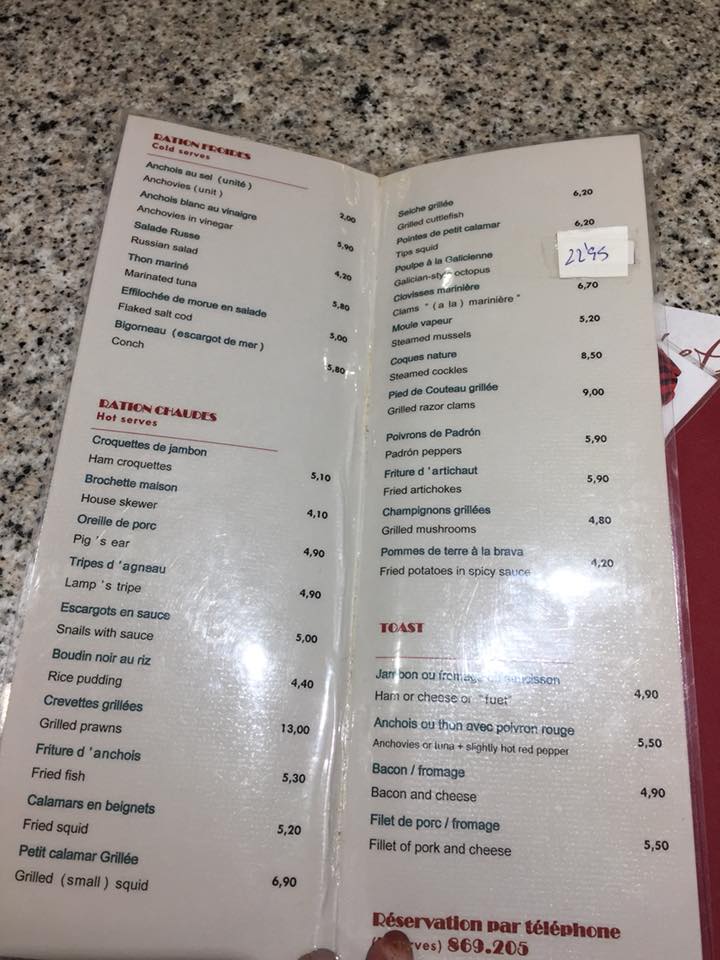 RATION FROIDES
Cold serves
Anchois au sel (unité)
Anchovies (unit)
2,00
Anchois blanc au vinaigre
Anchovies in vinegar
5,90
Salade Russe
Russian salad
4,20
Thon mariné
Marinated tuna
5,80
Effilochée de morue en salade
Flaked salt cod
5,00
Bigorneau (escargot de mer)
Conch
5,80
RATION CHAUDES
Hot serves
Croquettes de jambon
Ham croquettes
5,10
Brochette maison
House skewer
4,10
Oreille de porc
Pig 's ear
4,90
Tripes d 'agneau
Lamp 's tripe
4,90
Escargots en sauce
Snails with sauce
5,00
Boudin noir au riz
Rice pudding
4,40
Crevettes grillées
Grilled prawns
13,00
Friture d 'anchois
Fried fish
5,30
Calamars en beignets
Fried squid
5,20
Petit calamar Grillée
Grilled (small) squid
6,90
Seiche grillée
Grilled cuttlefish
6,20
Pointes de petit calamar
Tips squid
6,20
Poulpe à la Galicienne
Galician-style octopus
22'95
Clovisses marinière
Clams "(a la) marinière"
6,70
Moule vapeur
Steamed mussels
5,20
Coques nature
Steamed cockles
8,50
Pied de Couteau grillée
Grilled razor clams
9,00
Poivrons de Padrón
Padrón peppers
5,90
Friture d 'artichaut
Fried artichokes
5,90
Champignons grillées
Grilled mushrooms
4,80
Pommes de terre à la brava
Fried potatoes in spicy sauce
4,20
TOAST
Jambon ou fromage
Ham or cheese or "fuet"
4,90
Anchois ou thon avec poivron rouge
Anchovies or tuna + slightly hot red pepper
5,50
Bacon / fromage
Bacon and cheese
4,90
Filet de porc / fromage
Fillet of pork and cheese
5,50
Réservation par téléphone
869.205